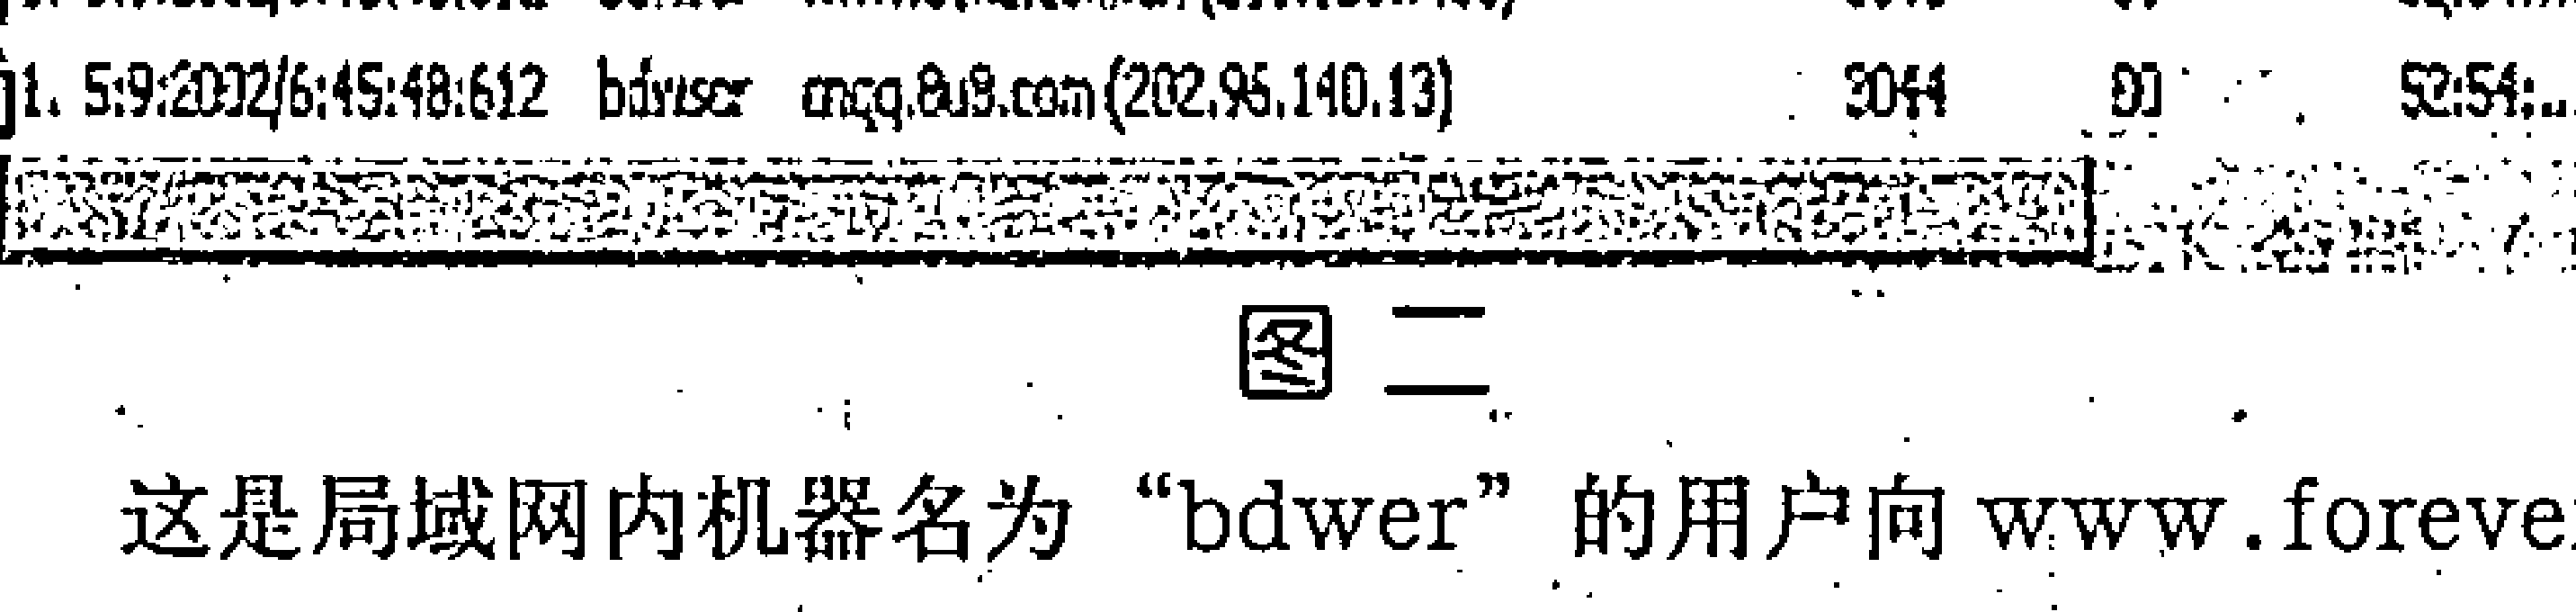 1. 5:9:2002/6:45:48:612 cncq.8u8.com(202.96.140.13) 3044 80 52:54:...
图 二
这是局域网内机器名为 “bdwer” 的用户向 www.foreve